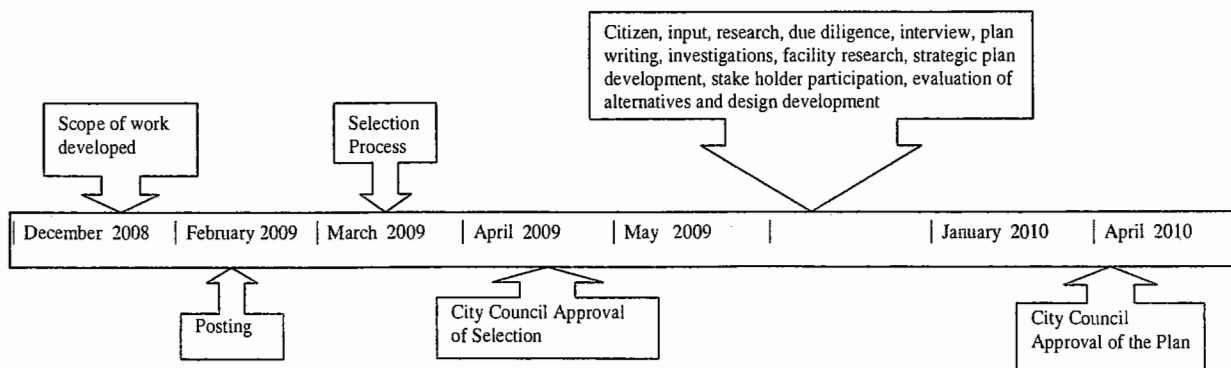 Citizen, input, research, due diligence, interview, plan
writing, investigations, facility research, strategic plan
development, stake holder participation, evaluation of
alternatives and design development
Scope of work
developed
Selection
Process
December 2008 | February 2009 | March 2009 | April 2009 | May 2009 | | January 2010 | April 2010
Posting
City Council Approval
of Selection
City Council
Approval of the Plan